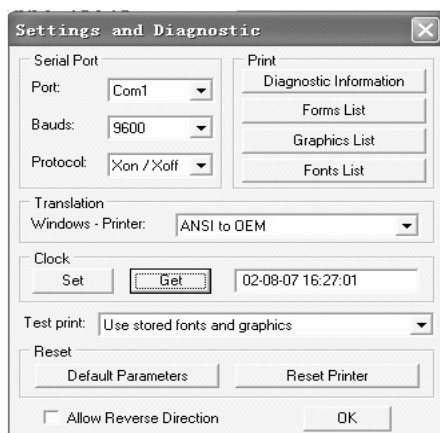 Settings and Diagnostic
Serial Port
Port: Com1
Bauds: 9600
Protocol: Xon / Xoff
Print
Diagnostic Information
Forms List
Graphics List
Fonts List
Translation
Windows - Printer: ANSI to OEM
Clock
Set Get 02-08-07 16:27:01
Test print: Use stored fonts and graphics
Reset
Default Parameters Reset Printer
Allow Reverse Direction OK